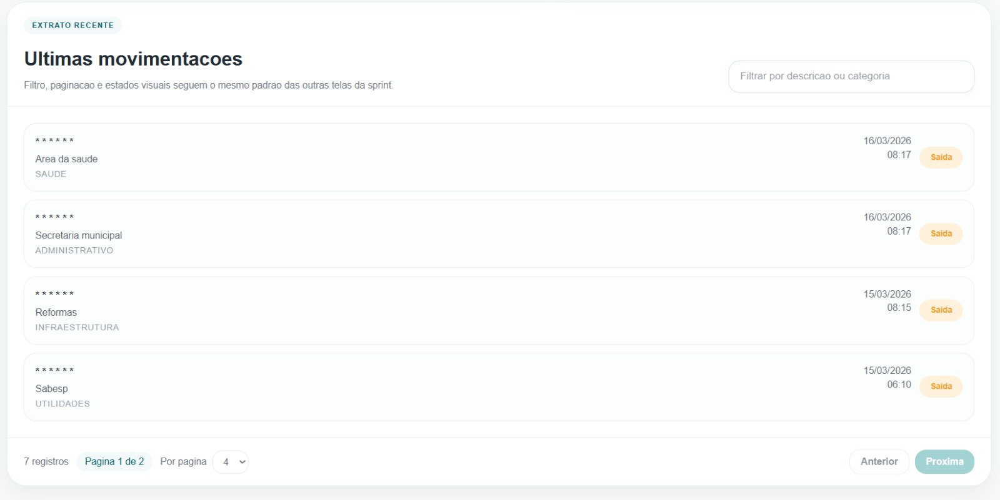 EXTRATO RECENTE
Ultimas movimentacoes
Filtro, paginacao e estados visuais seguem o mesmo padrao das outras telas da sprint.
Filtrar por descricao ou categoria
* * * * * *
Area da saude
SAUDE
16/03/2026
08:17
Saida
* * * * * *
Secretaria municipal
ADMINISTRATIVO
16/03/2026
08:17
Saida
* * * * * *
Reformas
INFRAESTRUTURA
15/03/2026
08:15
Saida
* * * * * *
Sabesp
UTILIDADES
15/03/2026
06:10
Saida
7 registros Pagina 1 de 2 Por pagina 4 Anterior Proxima